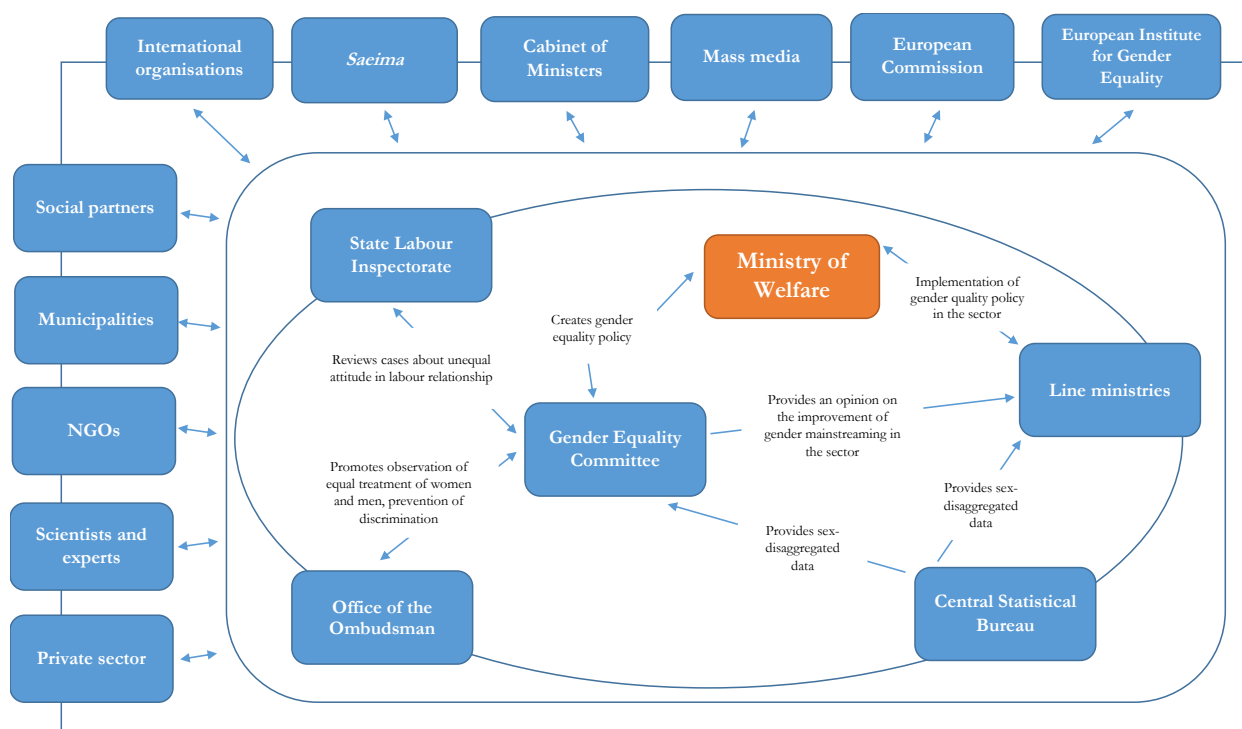 International
organisations
Saeima
Cabinet of
Ministers
Mass media
European
Commission
European Institute
for Gender
Equality
Social partners
Municipalities
NGOs
Scientists and
experts
Private sector
State Labour
Inspectorate
Ministry of
Welfare
Implementation of
gender quality policy
in the sector
Creates gender
equality policy
Reviews cases about unequal
attitude in labour relationship
Line ministries
Provides an opinion on
the improvement of
gender mainstreaming in
the sector
Gender Equality
Committee
Promotes observation of
equal treatment of women
and men, prevention of
discrimination
Provides sex-
disaggregated
data
Provides sex-
disaggregated
data
Office of the
Ombudsman
Central Statistical
Bureau